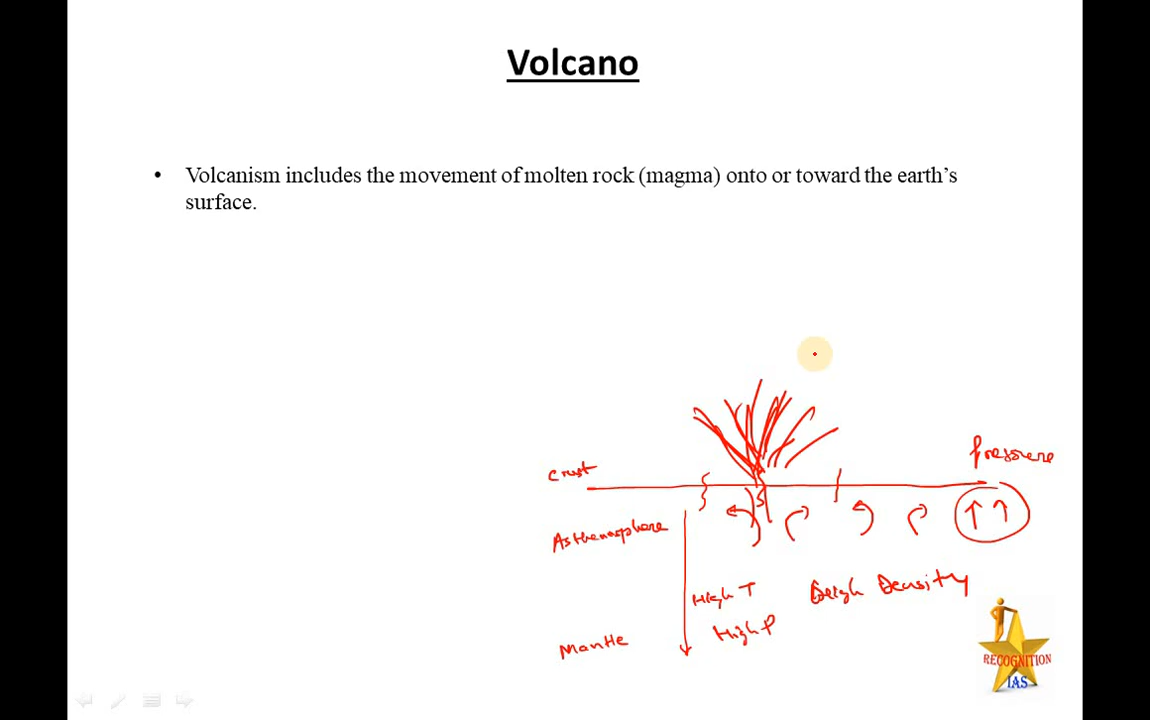 Volcano
• Volcanism includes the movement of molten rock (magma) onto or toward the earth’s
surface.
Pressure
Crust
Asthenosphere
High T
High Density
High P
Mantle
RECOGNITION
IAS